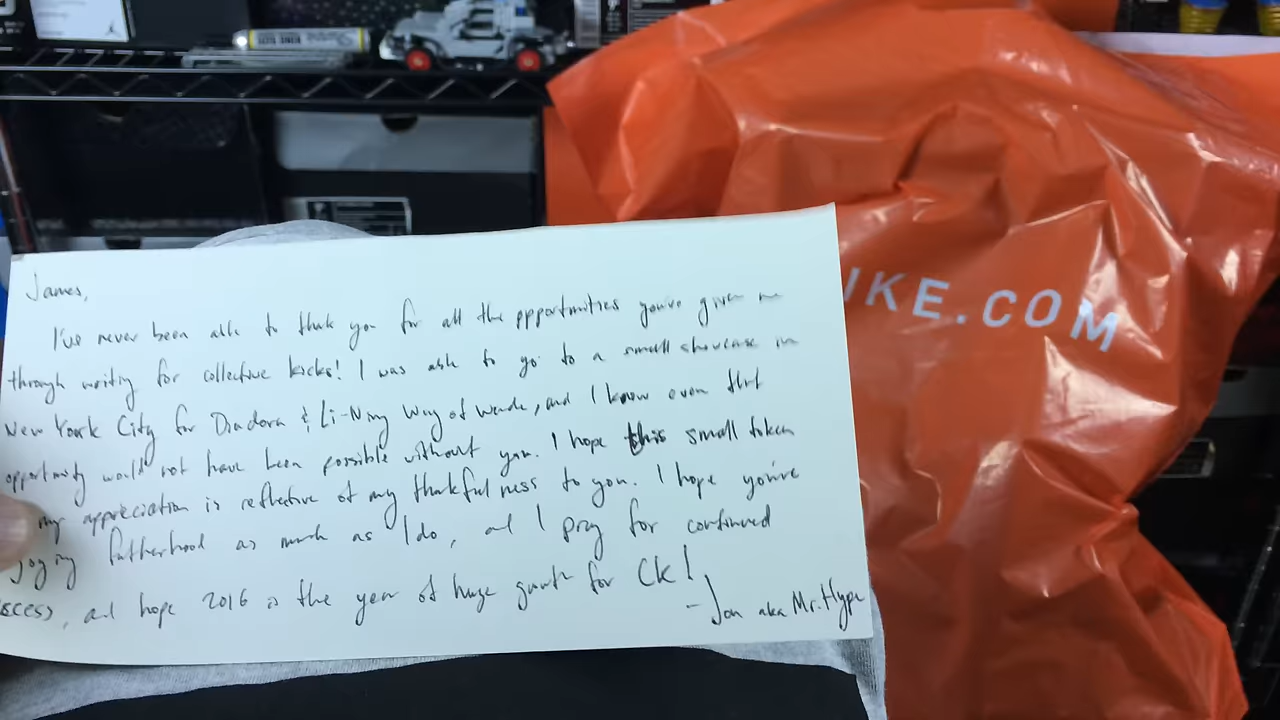 James,
I've never been able to thank you for all the opportunities you've given me
through writing for collective kicks! I was able to go to a small showcase in
New York City for Diadora & Li-Ning Way of Wade, and I know even that
opportunity would not have been possible without you. I hope this small token
my appreciation is reflective of my thankfulness to you. I hope you're
joying fatherhood as much as I do, and I pray for continued
ccess, and hope 2016 is the year of huge growth for CK!
- Jon aka Mr. Hype
IKE.COM